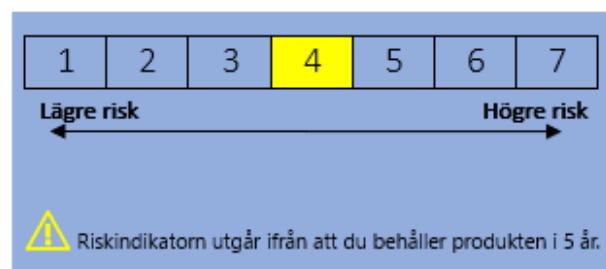 1 2 3 4 5 6 7
Lägre risk Högre risk
Riskindikatorn utgår ifrån att du behåller produkten i 5 år.